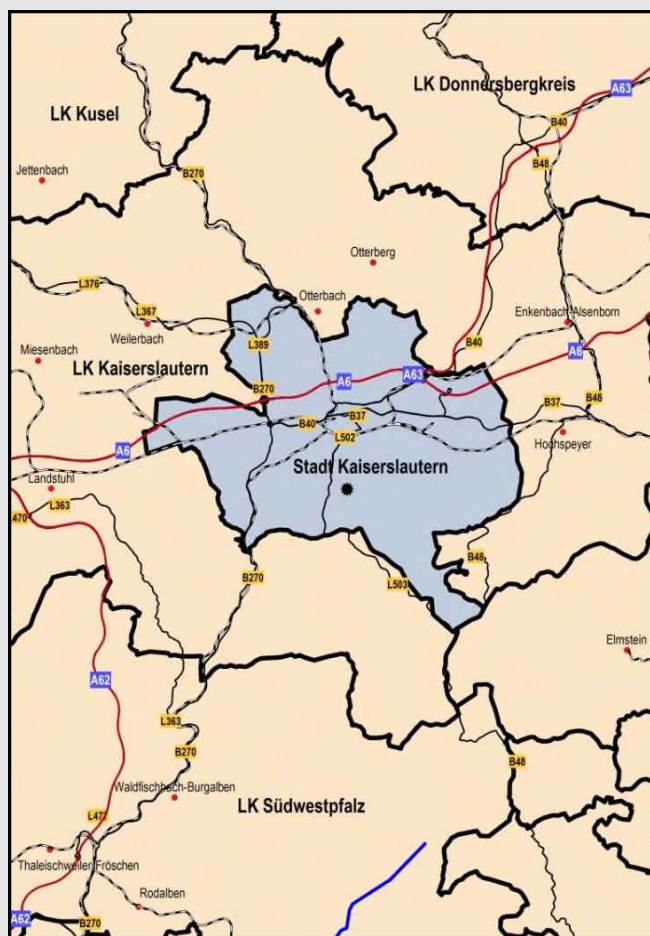 LK Donnersbergkreis
A63
LK Kusel
B40
B48
Jettenbach
B270
Otterberg
L376
Otterbach
L367
Enkenbach-Alsenborn
Weilerbach
L389
B40
Miesenbach
A6
LK Kaiserslautern
A63
A6
B270
B48
B37
B37
B40
L502
A6
Hochspeyer
Stadt Kaiserslautern
Landstuhl
L363
470
B48
B270
L503
Elmstein
A62
L363
B270
B48
Waldfischbach-Burgalben
LK Südwestpfalz
L477
Thaleischweiler-Fröschen
Rodalben
A62
B270